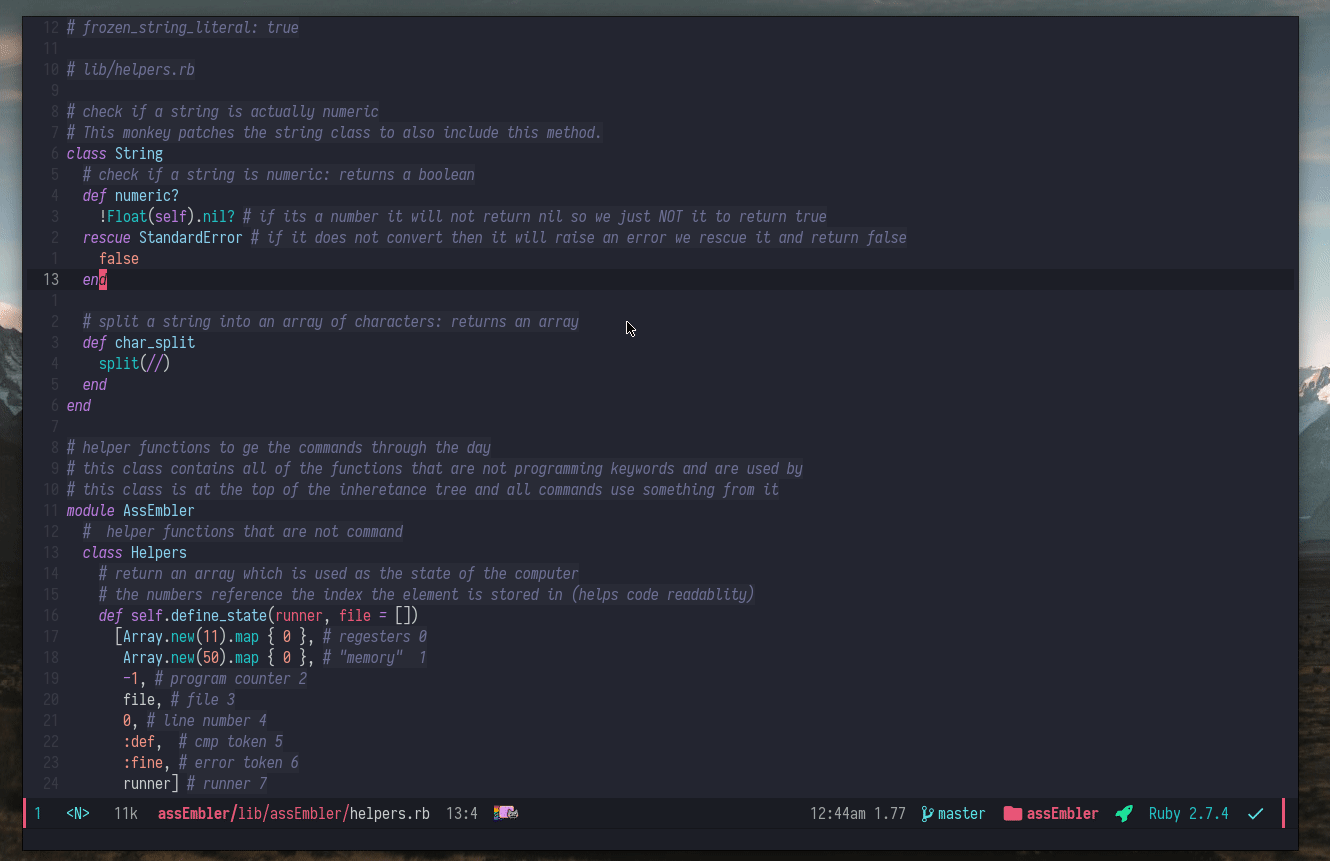 12 # frozen_string_literal: true
11
10 # lib/helpers.rb
9
8 # check if a string is actually numeric
7 # This monkey patches the string class to also include this method.
6 class String
5   # check if a string is numeric: returns a boolean
4   def numeric?
3     !Float(self).nil? # if its a number it will not return nil so we just NOT it to return true
2   rescue StandardError # if it does not convert then it will raise an error we rescue it and return false
1     false
13   end
1
2   # split a string into an array of characters: returns an array
3   def char_split
4     split(//)
5   end
6 end
7
8 # helper functions to ge the commands through the day
9 # this class contains all of the functions that are not programming keywords and are used by
10 # this class is at the top of the inheretance tree and all commands use something from it
11 module AssEmbler
12   #  helper functions that are not command
13   class Helpers
14     # return an array which is used as the state of the computer
15     # the numbers reference the index the element is stored in (helps code readablity)
16     def self.define_state(runner, file = [])
17       [Array.new(11).map { 0 }, # regesters 0
18        Array.new(50).map { 0 }, # "memory"  1
19        -1, # program counter 2
20        file, # file 3
21        0, # line number 4
22        :def,  # cmp token 5
23        :fine, # error token 6
24        runner] # runner 7
1 <N> 11k assEmbler/lib/assEmbler/helpers.rb 13:4 12:44am 1.77 master assEmbler Ruby 2.7.4